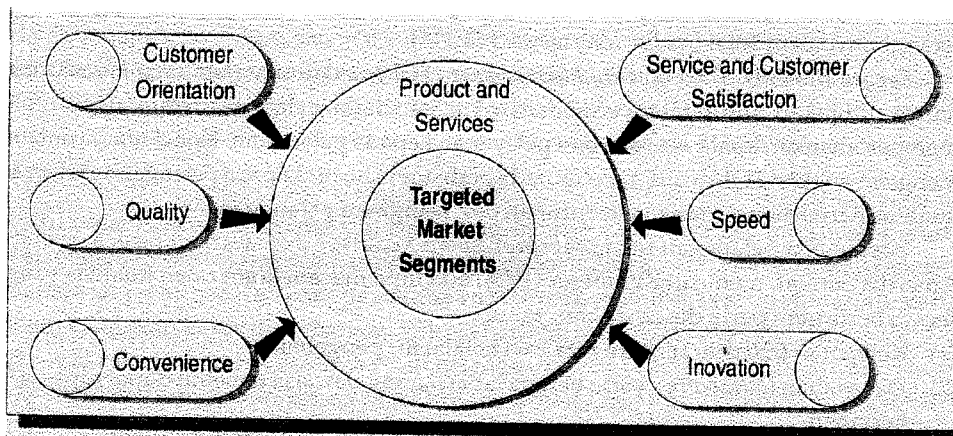 Customer
Orientation
Product and
Services
Service and Customer
Satisfaction
Quality
Targeted
Market
Segments
Speed
Convenience
Inovation